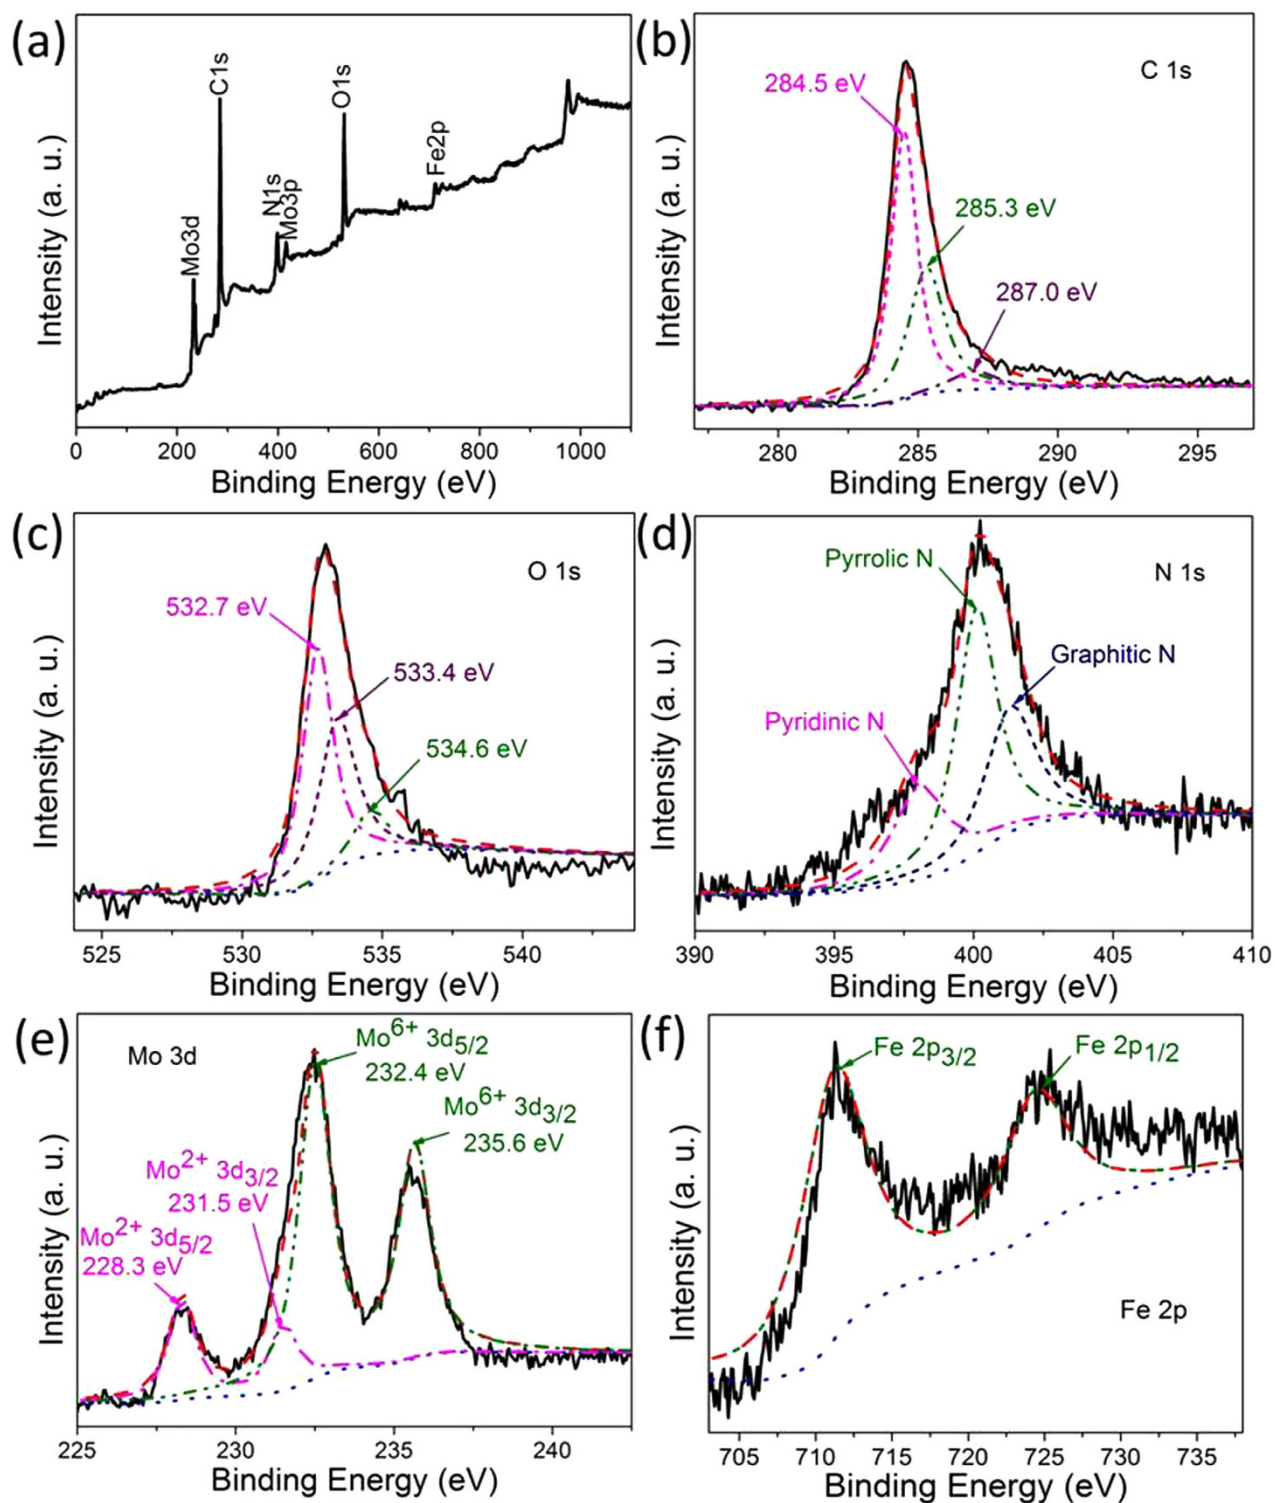 (a)
Mo3d
C1s
N1s
Mo3p
O1s
Fe2p
Intensity (a. u.)
0 200 400 600 800 1000
Binding Energy (eV)
(b)
C 1s
284.5 eV
285.3 eV
287.0 eV
Intensity (a. u.)
280 285 290 295
Binding Energy (eV)
(c)
O 1s
532.7 eV
533.4 eV
534.6 eV
Intensity (a. u.)
525 530 535 540
Binding Energy (eV)
(d)
Pyrrolic N
N 1s
Graphitic N
Pyridinic N
Intensity (a. u.)
390 395 400 405 410
Binding Energy (eV)
(e)
Mo 3d
Mo⁶⁺ 3d₅/₂
232.4 eV
Mo⁶⁺ 3d₃/₂
235.6 eV
Mo²⁺ 3d₃/₂
231.5 eV
Mo²⁺ 3d₅/₂
228.3 eV
Intensity (a. u.)
225 230 235 240
Binding Energy (eV)
(f)
Fe 2p₃/₂
Fe 2p₁/₂
Fe 2p
Intensity (a. u.)
705 710 715 720 725 730 735
Binding Energy (eV)